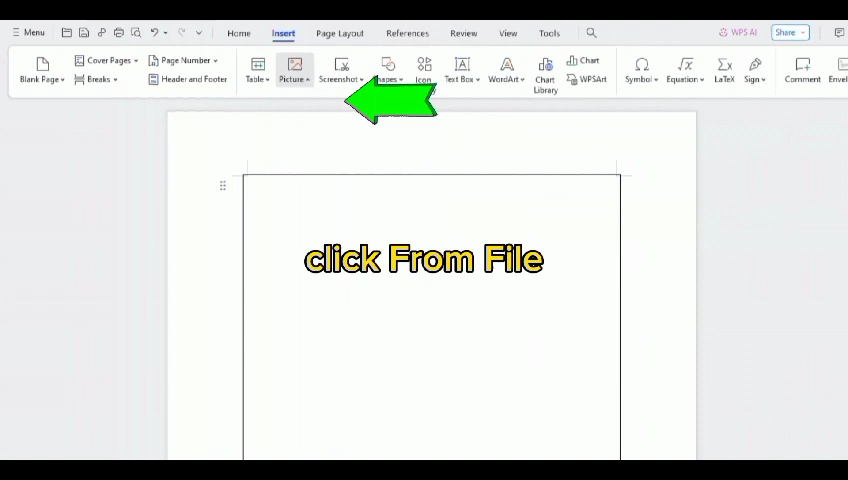 Menu Home Insert Page Layout References Review View Tools WPS AI Share
Cover Pages Page Number Chart
Blank Page Breaks Header and Footer Table Picture Screenshot Icon Text Box WordArt Chart Library WPSArt Symbol Equation LaTeX Sign Comment
click From File